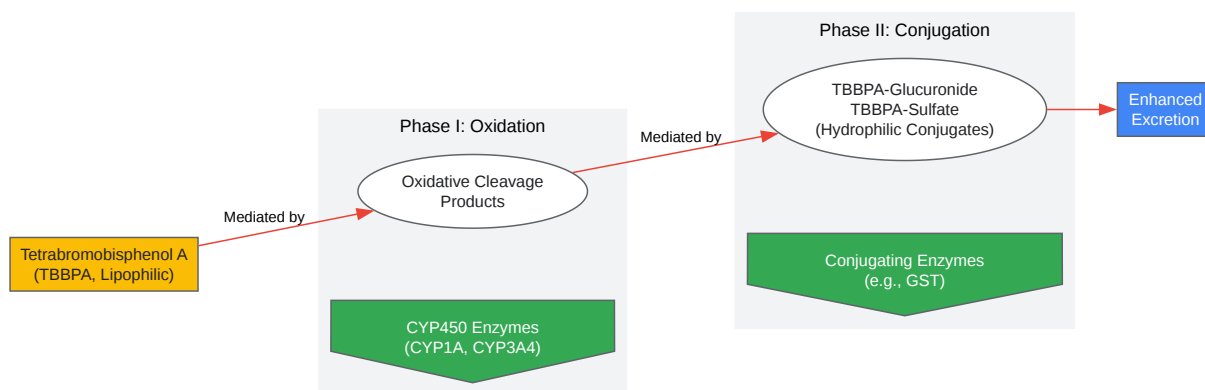 Tetrabromobisphenol A
(TBBPA, Lipophilic)
Mediated by
Phase I: Oxidation
Oxidative Cleavage
Products
CYP450 Enzymes
(CYP1A, CYP3A4)
Mediated by
Phase II: Conjugation
TBBPA-Glucuronide
TBBPA-Sulfate
(Hydrophilic Conjugates)
Conjugating Enzymes
(e.g., GST)
Enhanced
Excretion